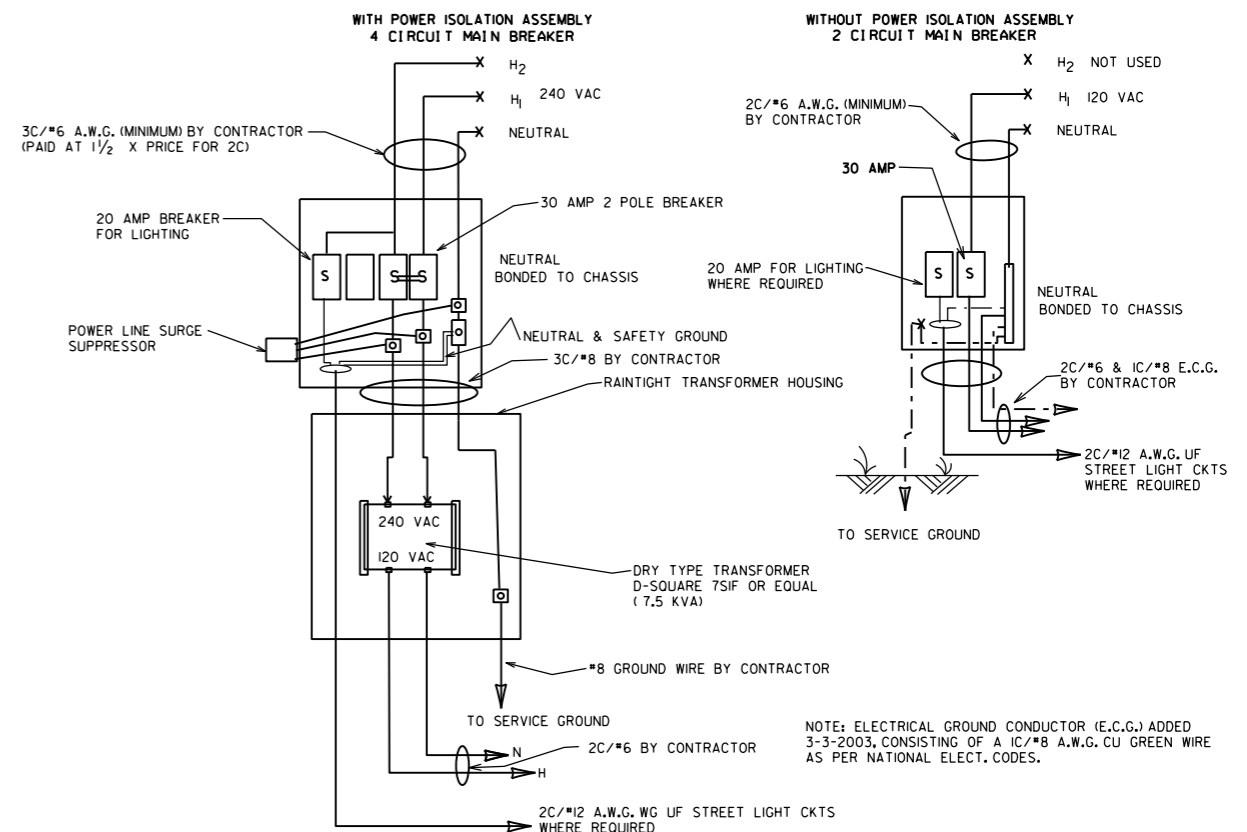 WITH POWER ISOLATION ASSEMBLY
4 CIRCUIT MAIN BREAKER
X H2
X H1 240 VAC
X NEUTRAL
3C/#6 A.W.G. (MINIMUM) BY CONTRACTOR
(PAID AT 1 1/2 X PRICE FOR 2C)
20 AMP BREAKER
FOR LIGHTING
30 AMP 2 POLE BREAKER
S
S S
NEUTRAL
BONDED TO CHASSIS
POWER LINE SURGE
SUPPRESSOR
NEUTRAL & SAFETY GROUND
3C/#8 BY CONTRACTOR
RAINTIGHT TRANSFORMER HOUSING
240 VAC
120 VAC
DRY TYPE TRANSFORMER
D-SQUARE 7SIF OR EQUAL
( 7.5 KVA)
#8 GROUND WIRE BY CONTRACTOR
TO SERVICE GROUND
N
2C/#6 BY CONTRACTOR
H
2C/#12 A.W.G. WG UF STREET LIGHT CKTS
WHERE REQUIRED
WITHOUT POWER ISOLATION ASSEMBLY
2 CIRCUIT MAIN BREAKER
X H2 NOT USED
X H1 120 VAC
X NEUTRAL
2C/#6 A.W.G. (MINIMUM)
BY CONTRACTOR
30 AMP
S S
20 AMP FOR LIGHTING
WHERE REQUIRED
NEUTRAL
BONDED TO CHASSIS
X
2C/#6 & 1C/#8 E.C.G.
BY CONTRACTOR
2C/#12 A.W.G. UF
STREET LIGHT CKTS
WHERE REQUIRED
TO SERVICE GROUND
NOTE: ELECTRICAL GROUND CONDUCTOR (E.C.G.) ADDED
3-3-2003, CONSISTING OF A 1C/#8 A.W.G. CU GREEN WIRE
AS PER NATIONAL ELECT. CODES.